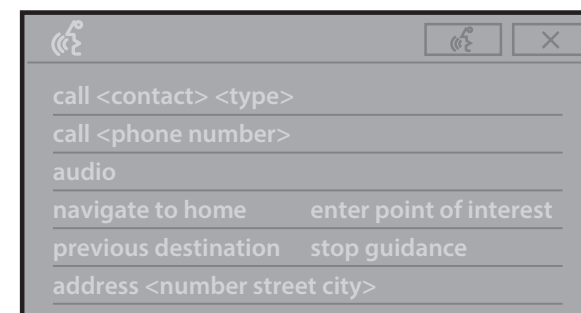 call <contact> <type>
call <phone number>
audio
navigate to home enter point of interest
previous destination stop guidance
address <number street city>